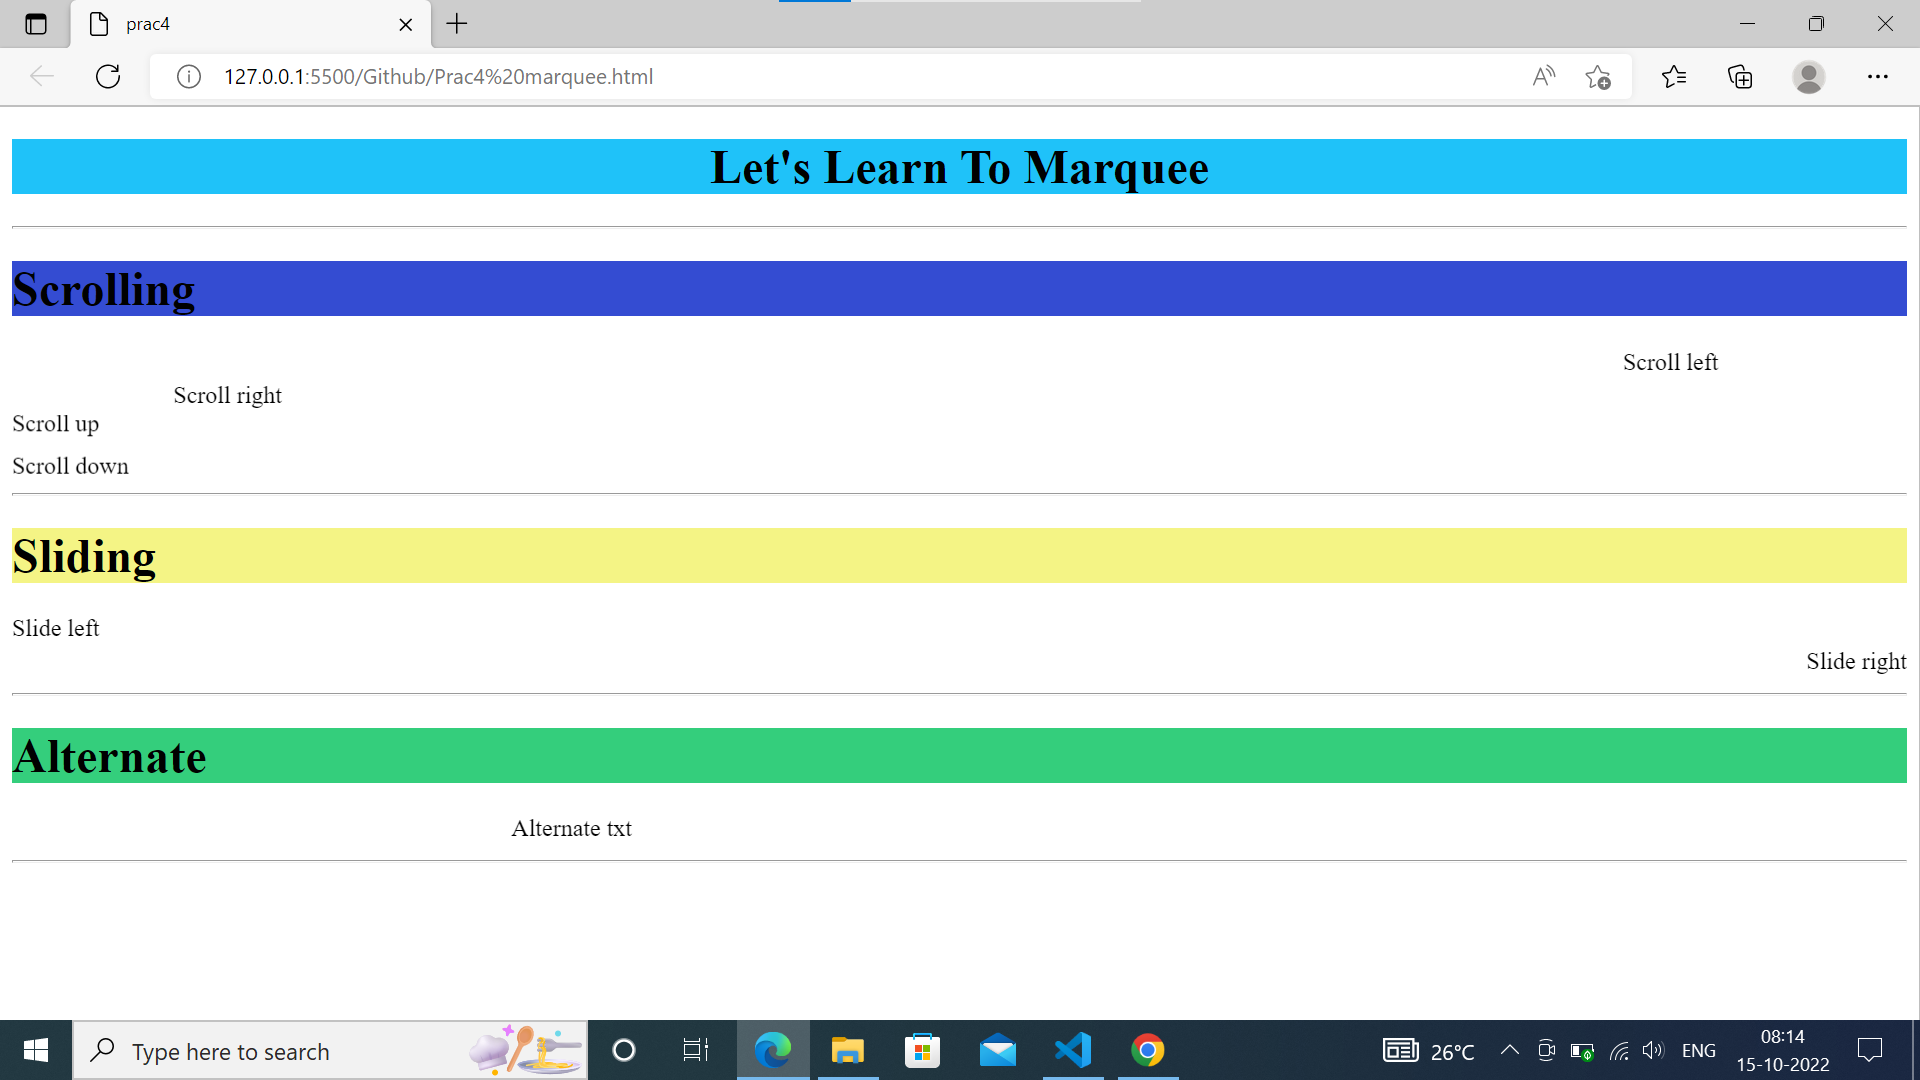 prac4
127.0.0.1:5500/Github/Prac4%20marquee.html
Let's Learn To Marquee
Scrolling
Scroll left
Scroll right
Scroll up
Scroll down
Sliding
Slide left
Slide right
Alternate
Alternate txt
Type here to search
26°C
ENG
08:14
15-10-2022